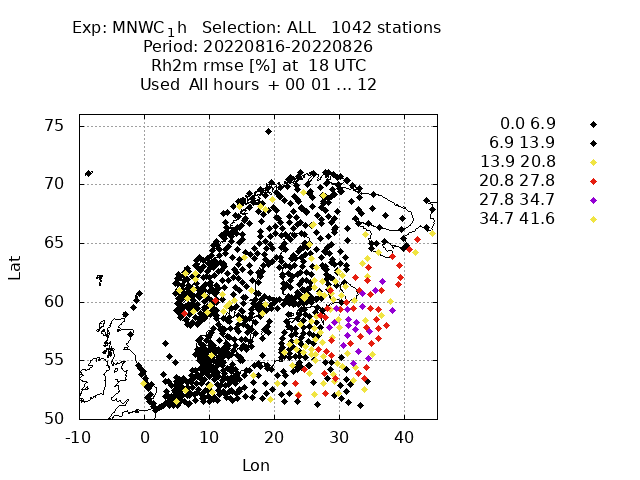 Exp: MNWC_1h Selection: ALL 1042 stations
Period: 20220816-20220826
Rh2m rmse [%] at 18 UTC
Used All hours + 00 01 ... 12
0.0 6.9
6.9 13.9
13.9 20.8
20.8 27.8
27.8 34.7
34.7 41.6
75
70
65
60
55
50
Lat
-10 0 10 20 30 40
Lon